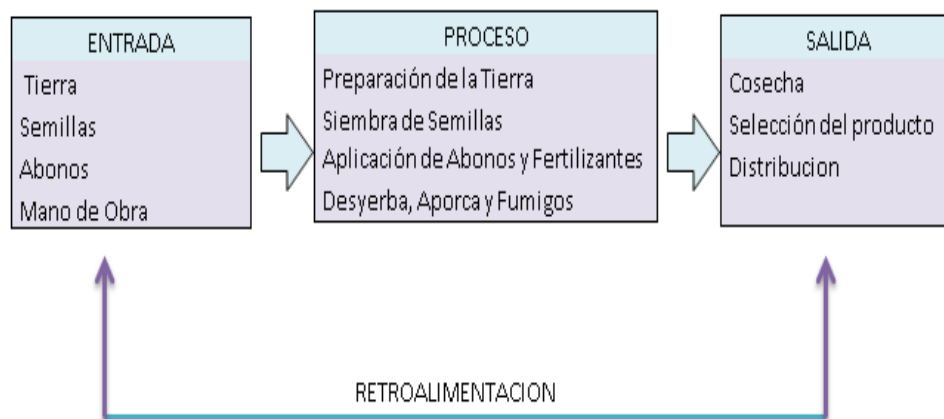 ENTRADA
Tierra
Semillas
Abonos
Mano de Obra
PROCESO
Preparación de la Tierra
Siembra de Semillas
Aplicación de Abonos y Fertilizantes
Desyerba, Aporca y Fumigos
SALIDA
Cosecha
Selección del producto
Distribucion
RETROALIMENTACION